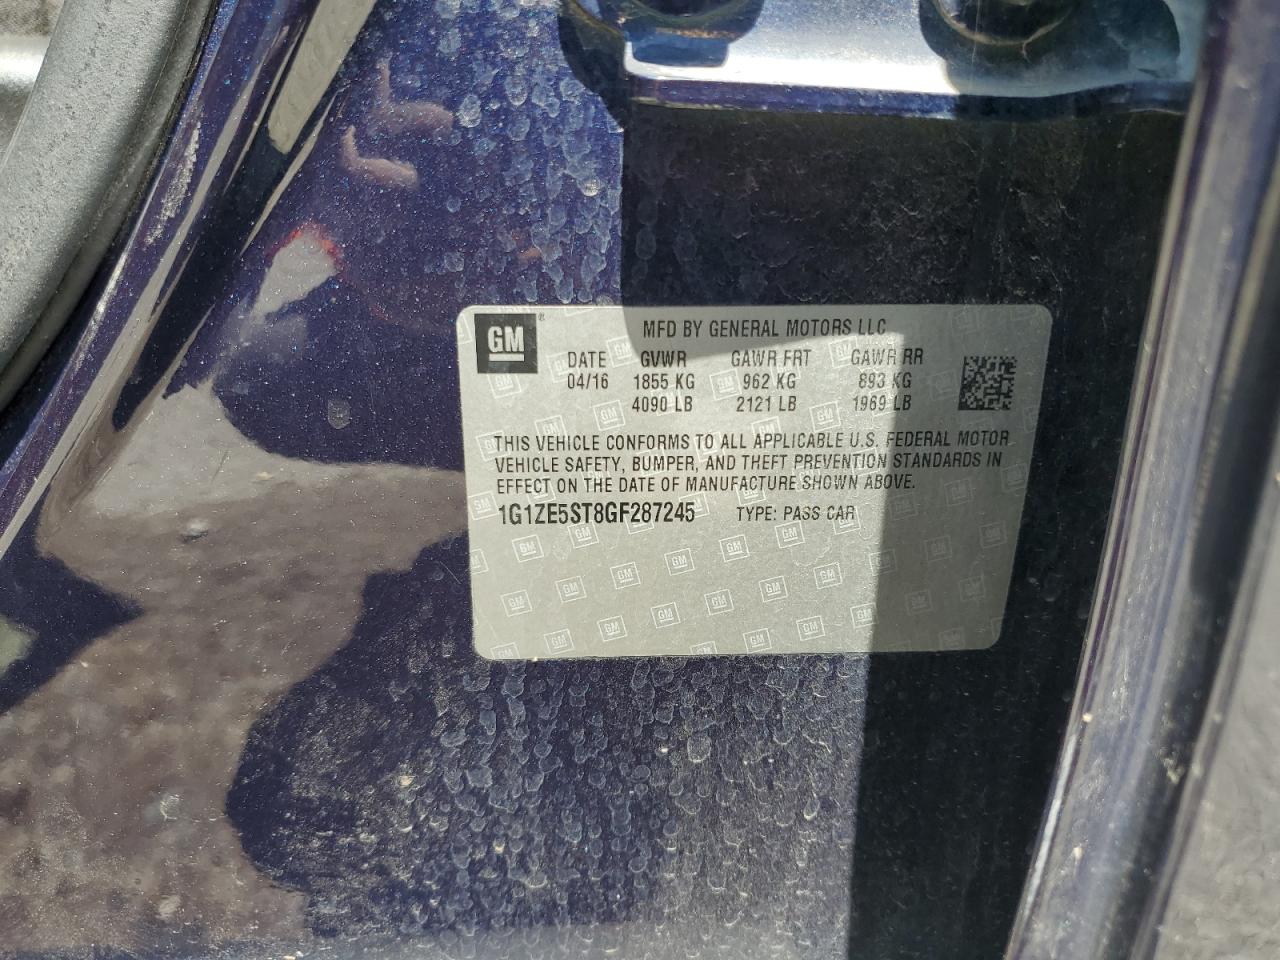 GM ® MFD BY GENERAL MOTORS LLC
DATE GVWR GAWR FRT GAWR RR
04/16 1855 KG 962 KG 893 KG
4090 LB 2121 LB 1969 LB
THIS VEHICLE CONFORMS TO ALL APPLICABLE U.S. FEDERAL MOTOR
VEHICLE SAFETY, BUMPER, AND THEFT PREVENTION STANDARDS IN
EFFECT ON THE DATE OF MANUFACTURE SHOWN ABOVE.
1G1ZE5ST8GF287245 TYPE: PASS CAR